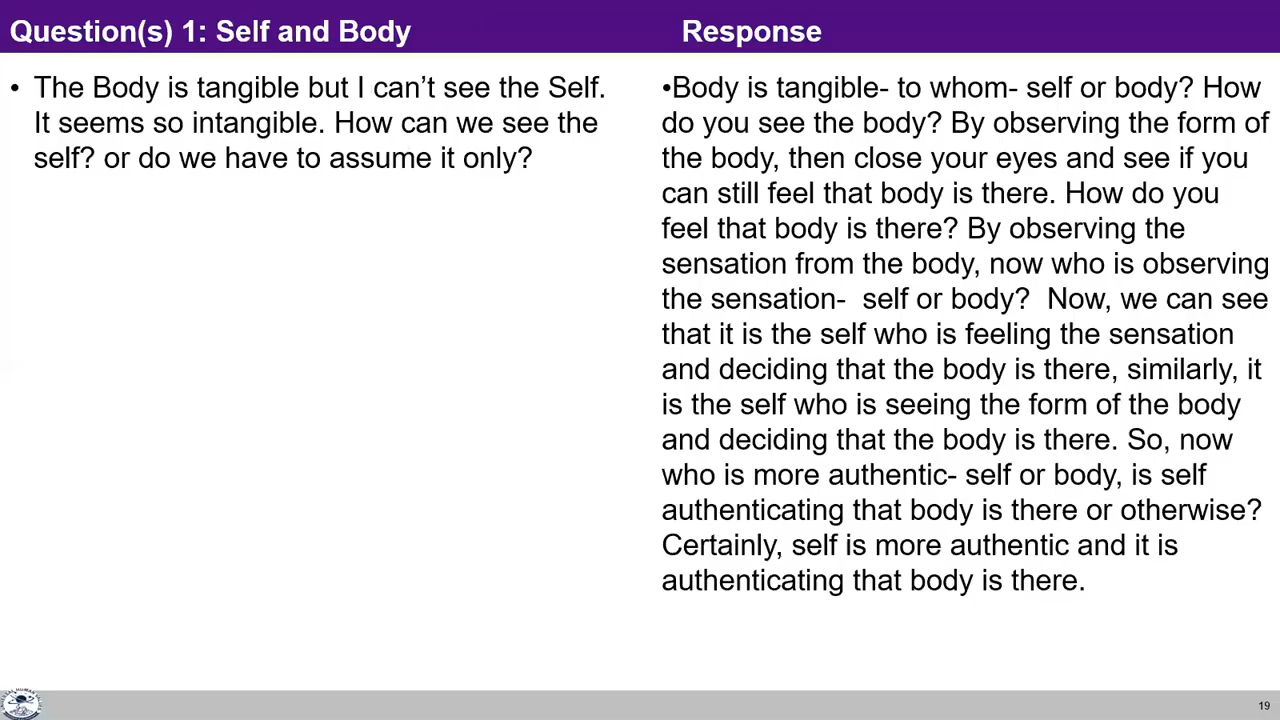 Question(s) 1: Self and Body
Response
• The Body is tangible but I can’t see the Self.
It seems so intangible. How can we see the
self? or do we have to assume it only?
•Body is tangible- to whom- self or body? How
do you see the body? By observing the form of
the body, then close your eyes and see if you
can still feel that body is there. How do you
feel that body is there? By observing the
sensation from the body, now who is observing
the sensation-  self or body?  Now, we can see
that it is the self who is feeling the sensation
and deciding that the body is there, similarly, it
is the self who is seeing the form of the body
and deciding that the body is there. So, now
who is more authentic- self or body, is self
authenticating that body is there or otherwise?
Certainly, self is more authentic and it is
authenticating that body is there.
19